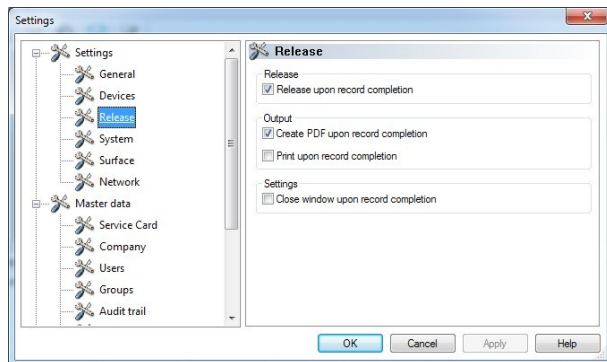 Settings
Settings
General
Devices
Release
System
Surface
Network
Master data
Service Card
Company
Users
Groups
Audit trail
Release
Release
Release upon record completion
Output
Create PDF upon record completion
Print upon record completion
Settings
Close window upon record completion
OK
Cancel
Apply
Help